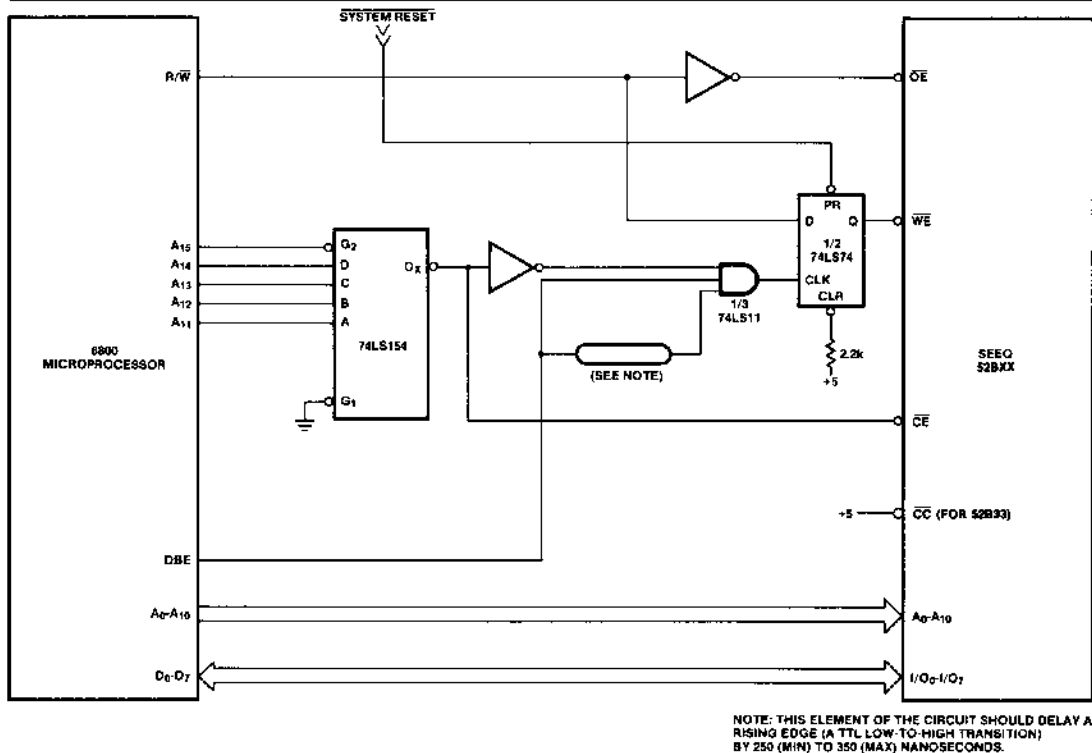 SYSTEM RESET
R/W
OE
PR
D
Q
WE
1/2
74LS74
CLK
CLR
2.2k
+5
A15
A14
A13
A12
A11
G2
D
C
B
A
OX
74LS154
G1
1/3
74LS11
(SEE NOTE)
6800
MICROPROCESSOR
SEEQ
52BXX
CE
+5
CC (FOR 52B33)
DBE
A0-A10
A0-A10
D0-D7
I/O0-I/O7
NOTE: THIS ELEMENT OF THE CIRCUIT SHOULD DELAY A
RISING EDGE (A TTL LOW-TO-HIGH TRANSITION)
BY 250 (MIN) TO 350 (MAX) NANOSECONDS.